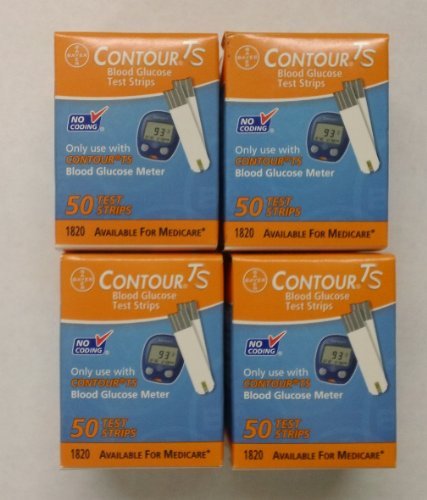 BAYER CONTOUR® TS
Blood Glucose
Test Strips
NO
CODING
93
Only use with
CONTOUR® TS
Blood Glucose Meter
50 TEST STRIPS
1820 AVAILABLE FOR MEDICARE*
BAYER CONTOUR® TS
Blood Glucose
Test Strips
NO
CODING
93
Only use with
CONTOUR® TS
Blood Glucose Meter
50 TEST STRIPS
1820 AVAILABLE FOR MEDICARE*
BAYER CONTOUR® TS
Blood Glucose
Test Strips
NO
CODING
93
Only use with
CONTOUR® TS
Blood Glucose Meter
50 TEST STRIPS
1820 AVAILABLE FOR MEDICARE*
BAYER CONTOUR® TS
Blood Glucose
Test Strips
NO
CODING
93
Only use with
CONTOUR® TS
Blood Glucose Meter
50 TEST STRIPS
1820 AVAILABLE FOR MEDICARE*